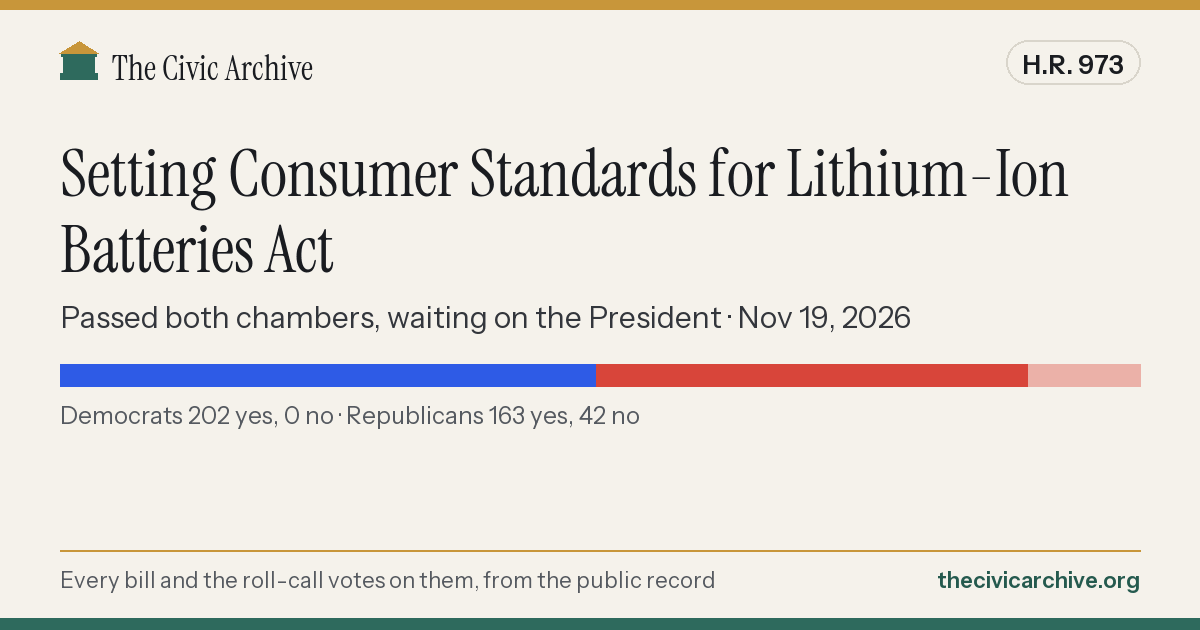 The Civic Archive
H.R. 973
Setting Consumer Standards for Lithium-Ion
Batteries Act
Passed both chambers, waiting on the President · Nov 19, 2026
Democrats 202 yes, 0 no · Republicans 163 yes, 42 no
Every bill and the roll-call votes on them, from the public record
thecivicarchive.org